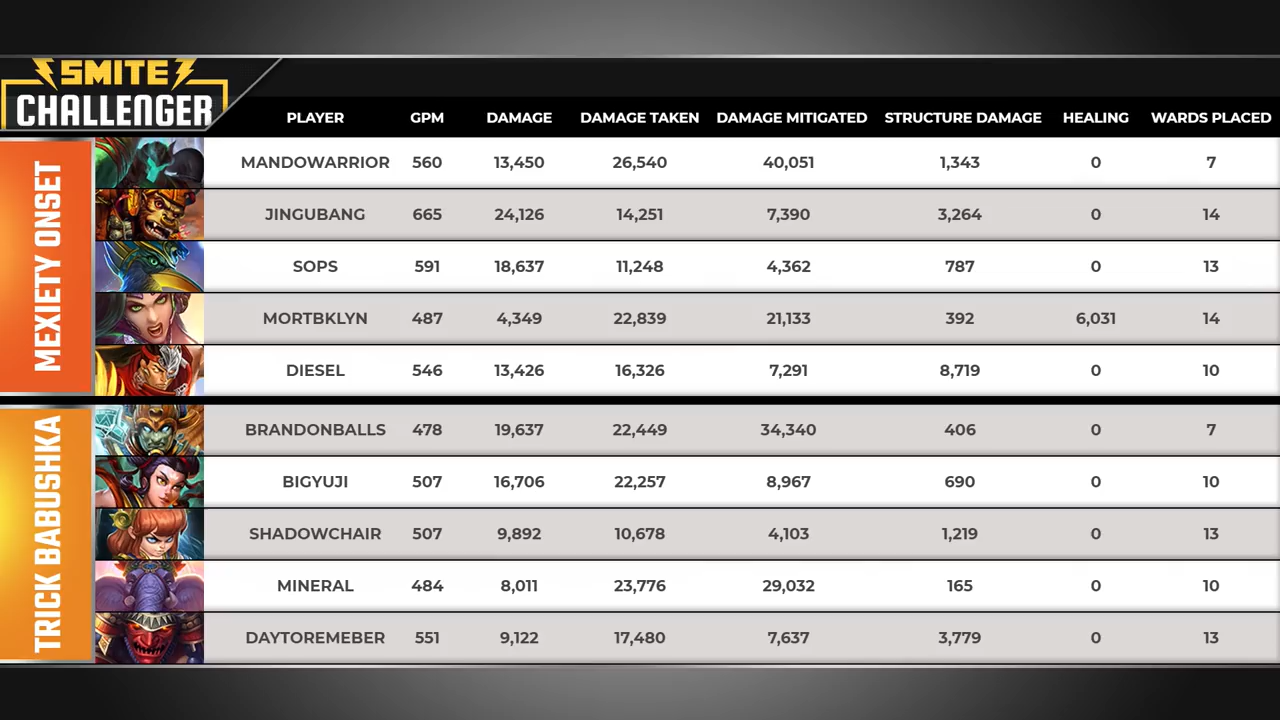 SMITE
CHALLENGER
PLAYER GPM DAMAGE DAMAGE TAKEN DAMAGE MITIGATED STRUCTURE DAMAGE HEALING WARDS PLACED
MEXIETY ONSET
MANDOWARRIOR 560 13,450 26,540 40,051 1,343 0 7
JINGUBANG 665 24,126 14,251 7,390 3,264 0 14
SOPS 591 18,637 11,248 4,362 787 0 13
MORTBKLYN 487 4,349 22,839 21,133 392 6,031 14
DIESEL 546 13,426 16,326 7,291 8,719 0 10
TRICK BABUSHKA
BRANDONBALLS 478 19,637 22,449 34,340 406 0 7
BIGYUJI 507 16,706 22,257 8,967 690 0 10
SHADOWCHAIR 507 9,892 10,678 4,103 1,219 0 13
MINERAL 484 8,011 23,776 29,032 165 0 10
DAYTOREMEBER 551 9,122 17,480 7,637 3,779 0 13